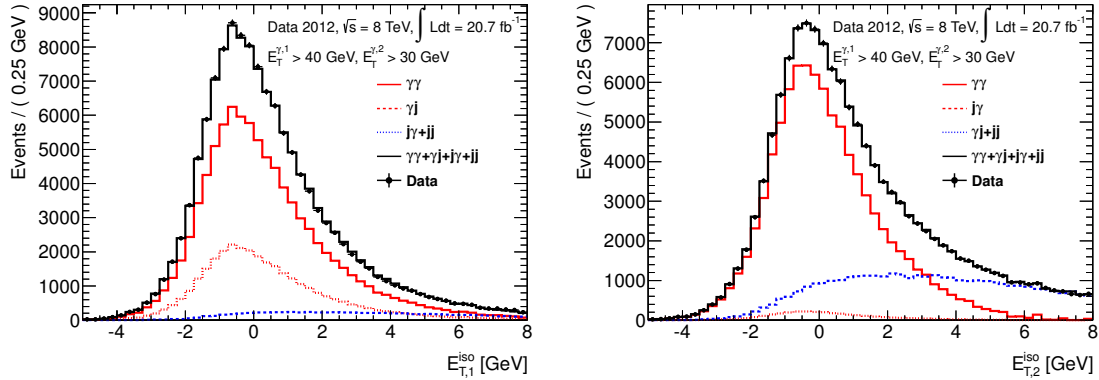 Data 2012, √s = 8 TeV, ∫ Ldt = 20.7 fb⁻¹
E_T^{γ,1} > 40 GeV, E_T^{γ,2} > 30 GeV
γγ
γj
jγ+jj
γγ+γj+jγ+jj
Data
Events / ( 0.25 GeV )
9000
8000
7000
6000
5000
4000
3000
2000
1000
0
-4
-2
0
2
4
6
8
E_{T,1}^{iso} [GeV]
Data 2012, √s = 8 TeV, ∫ Ldt = 20.7 fb⁻¹
E_T^{γ,1} > 40 GeV, E_T^{γ,2} > 30 GeV
γγ
jγ
γj+jj
γγ+γj+jγ+jj
Data
Events / ( 0.25 GeV )
7000
6000
5000
4000
3000
2000
1000
0
-4
-2
0
2
4
6
8
E_{T,2}^{iso} [GeV]